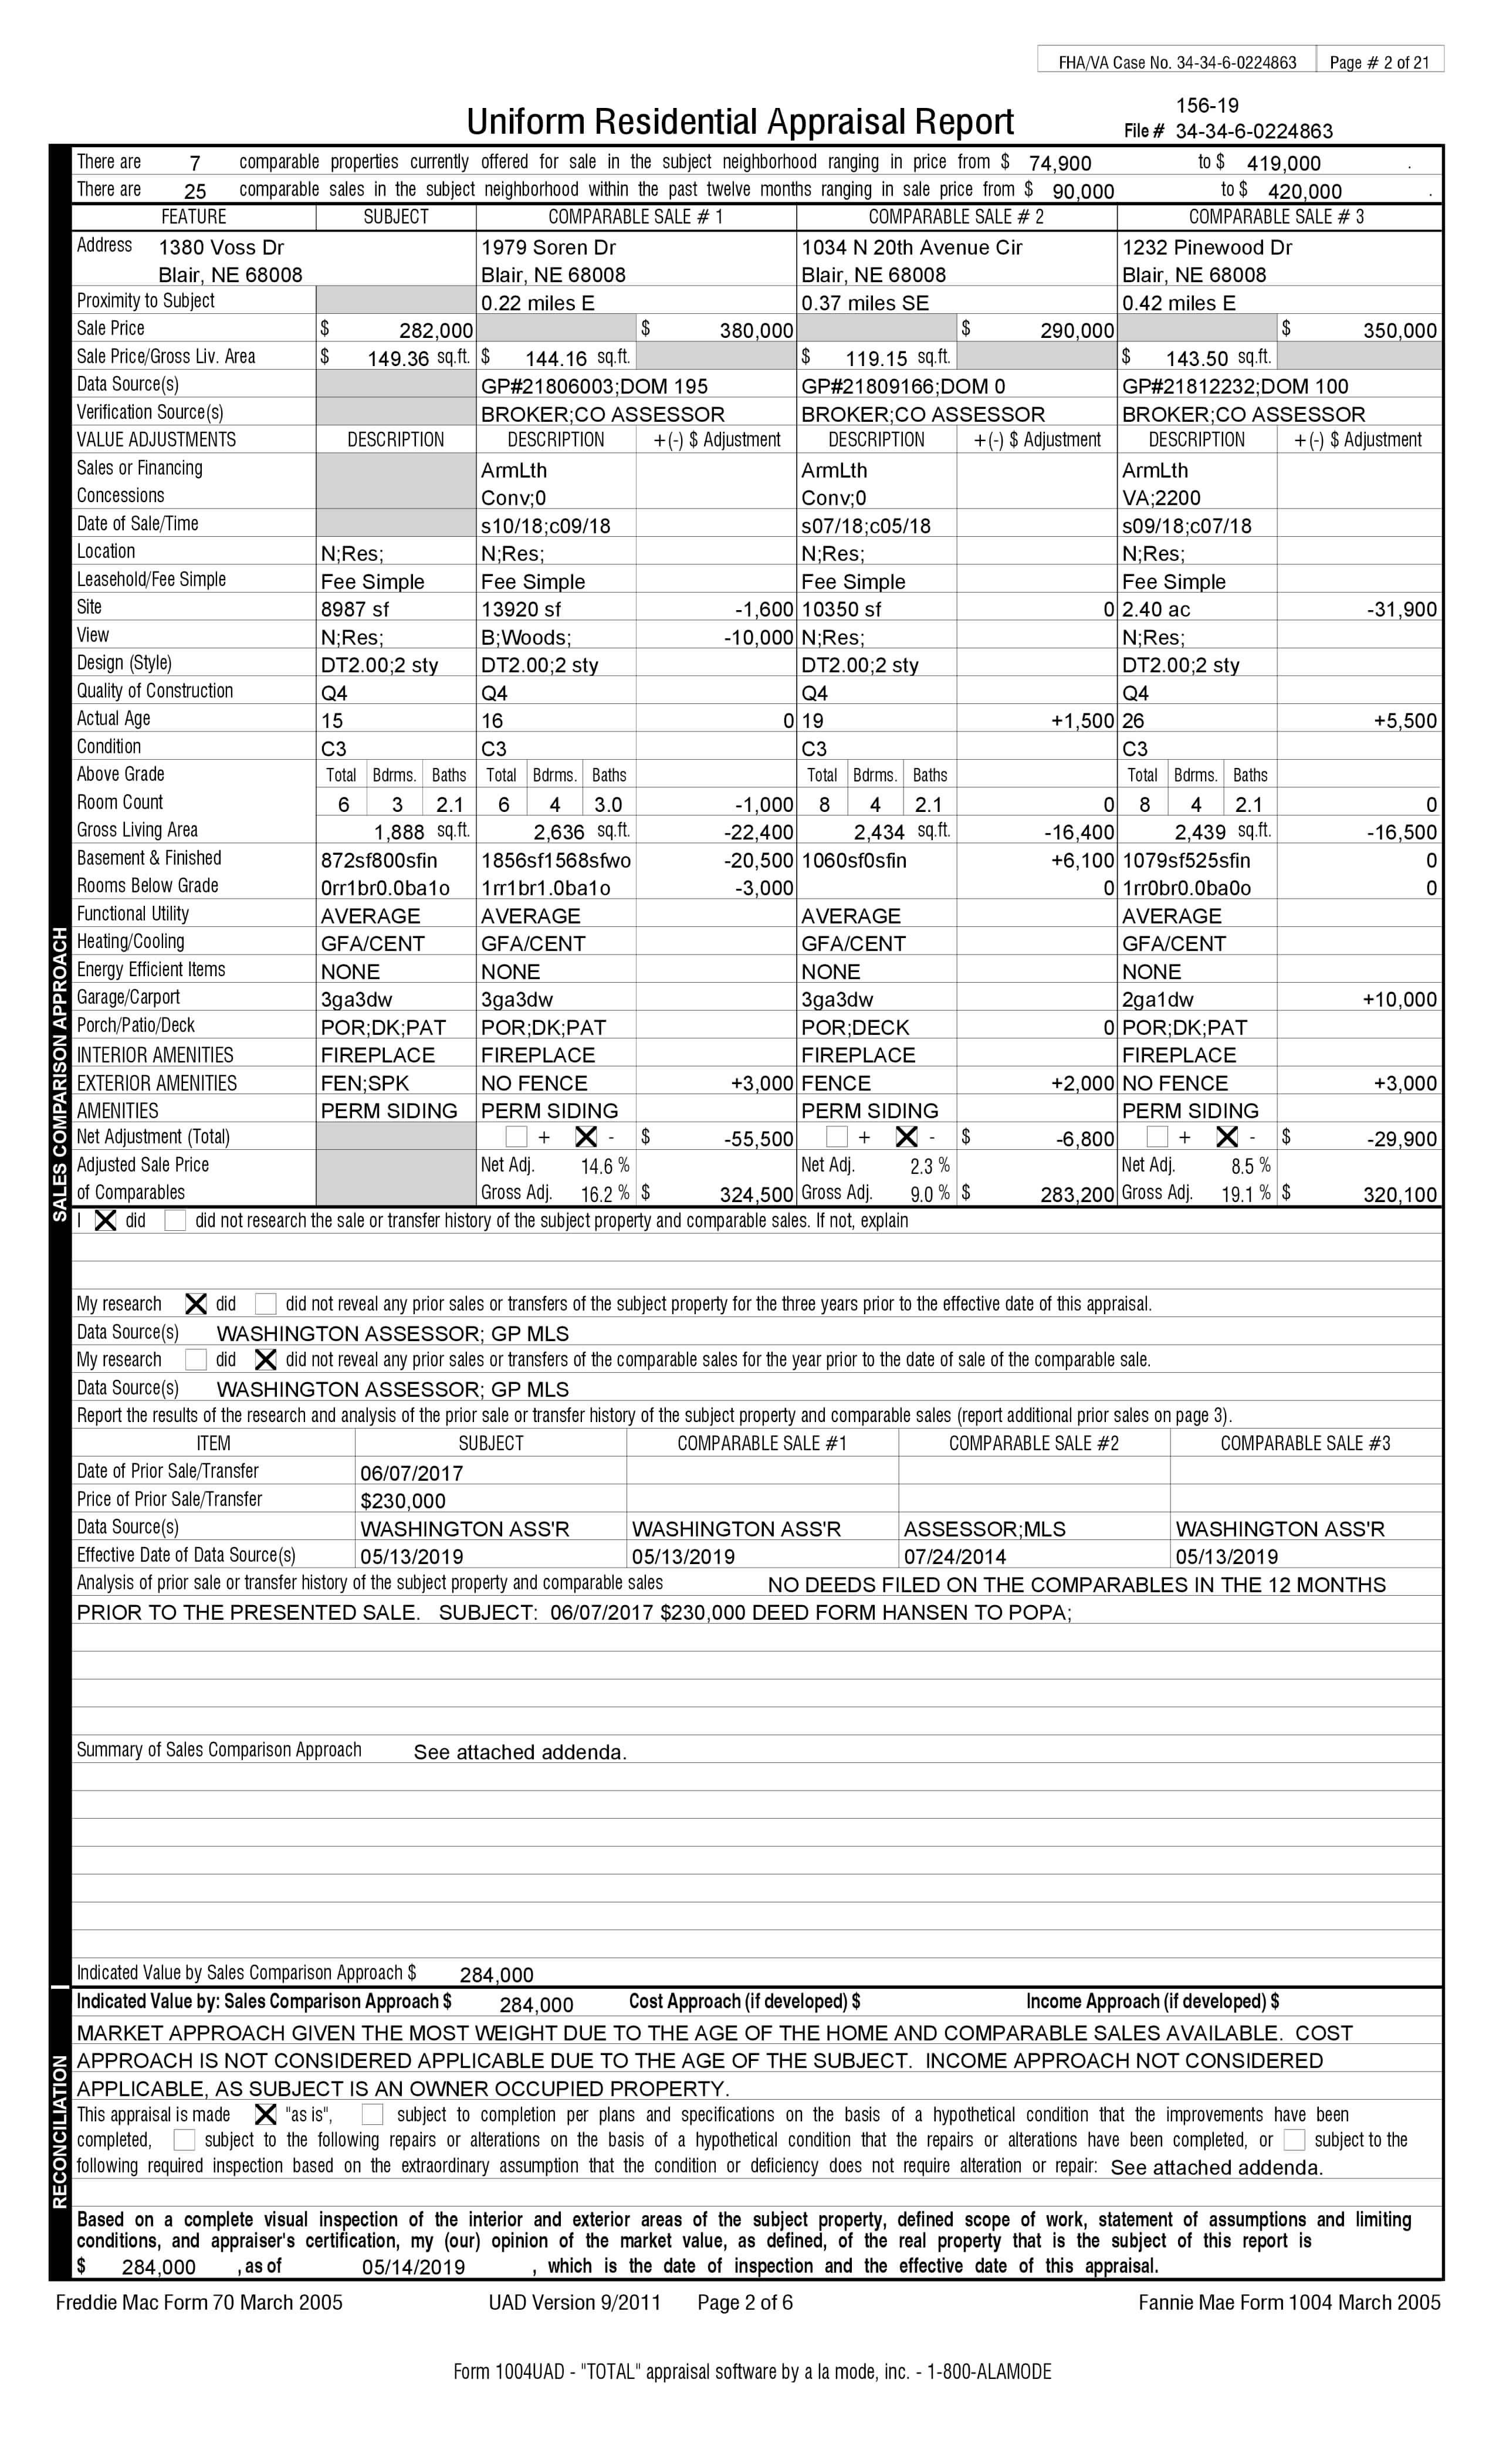 FHA/VA Case No. 34-34-6-0224863 Page # 2 of 21
156-19
Uniform Residential Appraisal Report File # 34-34-6-0224863
There are 7 comparable properties currently offered for sale in the subject neighborhood ranging in price from $ 74,900 to $ 419,000 .
There are 25 comparable sales in the subject neighborhood within the past twelve months ranging in sale price from $ 90,000 to $ 420,000 .
FEATURE SUBJECT COMPARABLE SALE # 1 COMPARABLE SALE # 2 COMPARABLE SALE # 3
Address 1380 Voss Dr 1979 Soren Dr 1034 N 20th Avenue Cir 1232 Pinewood Dr
Blair, NE 68008 Blair, NE 68008 Blair, NE 68008 Blair, NE 68008
Proximity to Subject 0.22 miles E 0.37 miles SE 0.42 miles E
Sale Price $ 282,000 $ 380,000 $ 290,000 $ 350,000
Sale Price/Gross Liv. Area $ 149.36 sq.ft. $ 144.16 sq.ft. $ 119.15 sq.ft. $ 143.50 sq.ft.
Data Source(s) GP#21806003;DOM 195 GP#21809166;DOM 0 GP#21812232;DOM 100
Verification Source(s) BROKER;CO ASSESSOR BROKER;CO ASSESSOR BROKER;CO ASSESSOR
VALUE ADJUSTMENTS DESCRIPTION DESCRIPTION +(-) $ Adjustment DESCRIPTION +(-) $ Adjustment DESCRIPTION +(-) $ Adjustment
Sales or Financing ArmLth ArmLth ArmLth
Concessions Conv;0 Conv;0 VA;2200
Date of Sale/Time s10/18;c09/18 s07/18;c05/18 s09/18;c07/18
Location N;Res; N;Res; N;Res; N;Res;
Leasehold/Fee Simple Fee Simple Fee Simple Fee Simple Fee Simple
Site 8987 sf 13920 sf -1,600 10350 sf 0 2.40 ac -31,900
View N;Res; B;Woods; -10,000 N;Res; N;Res;
Design (Style) DT2.00;2 sty DT2.00;2 sty DT2.00;2 sty DT2.00;2 sty
Quality of Construction Q4 Q4 Q4 Q4
Actual Age 15 16 0 19 +1,500 26 +5,500
Condition C3 C3 C3 C3
Above Grade Total Bdrms. Baths Total Bdrms. Baths Total Bdrms. Baths Total Bdrms. Baths
Room Count 6 3 2.1 6 4 3.0 -1,000 8 4 2.1 0 8 4 2.1 0
Gross Living Area 1,888 sq.ft. 2,636 sq.ft. -22,400 2,434 sq.ft. -16,400 2,439 sq.ft. -16,500
Basement & Finished 872sf800sfin 1856sf1568sfwo -20,500 1060sf0sfin +6,100 1079sf525sfin 0
Rooms Below Grade 0rr1br0.0ba1o 1rr1br1.0ba1o -3,000 0 1rr0br0.0ba0o 0
Functional Utility AVERAGE AVERAGE AVERAGE AVERAGE
Heating/Cooling GFA/CENT GFA/CENT GFA/CENT GFA/CENT
Energy Efficient Items NONE NONE NONE NONE
Garage/Carport 3ga3dw 3ga3dw 3ga3dw 2ga1dw +10,000
Porch/Patio/Deck POR;DK;PAT POR;DK;PAT POR;DECK 0 POR;DK;PAT
INTERIOR AMENITIES FIREPLACE FIREPLACE FIREPLACE FIREPLACE
EXTERIOR AMENITIES FEN;SPK NO FENCE +3,000 FENCE +2,000 NO FENCE +3,000
AMENITIES PERM SIDING PERM SIDING PERM SIDING PERM SIDING
Net Adjustment (Total) + X - $ -55,500 + X - $ -6,800 + X - $ -29,900
Adjusted Sale Price Net Adj. 14.6 % Net Adj. 2.3 % Net Adj. 8.5 %
of Comparables Gross Adj. 16.2 % $ 324,500 Gross Adj. 9.0 % $ 283,200 Gross Adj. 19.1 % $ 320,100
SALES COMPARISON APPROACH
I X did did not research the sale or transfer history of the subject property and comparable sales. If not, explain
My research X did did not reveal any prior sales or transfers of the subject property for the three years prior to the effective date of this appraisal.
Data Source(s) WASHINGTON ASSESSOR; GP MLS
My research did X did not reveal any prior sales or transfers of the comparable sales for the year prior to the date of sale of the comparable sale.
Data Source(s) WASHINGTON ASSESSOR; GP MLS
Report the results of the research and analysis of the prior sale or transfer history of the subject property and comparable sales (report additional prior sales on page 3).
ITEM SUBJECT COMPARABLE SALE #1 COMPARABLE SALE #2 COMPARABLE SALE #3
Date of Prior Sale/Transfer 06/07/2017
Price of Prior Sale/Transfer $230,000
Data Source(s) WASHINGTON ASS'R WASHINGTON ASS'R ASSESSOR;MLS WASHINGTON ASS'R
Effective Date of Data Source(s) 05/13/2019 05/13/2019 07/24/2014 05/13/2019
Analysis of prior sale or transfer history of the subject property and comparable sales NO DEEDS FILED ON THE COMPARABLES IN THE 12 MONTHS
PRIOR TO THE PRESENTED SALE. SUBJECT: 06/07/2017 $230,000 DEED FORM HANSEN TO POPA;
Summary of Sales Comparison Approach See attached addenda.
Indicated Value by Sales Comparison Approach $ 284,000
Indicated Value by: Sales Comparison Approach $ 284,000 Cost Approach (if developed) $ Income Approach (if developed) $
MARKET APPROACH GIVEN THE MOST WEIGHT DUE TO THE AGE OF THE HOME AND COMPARABLE SALES AVAILABLE. COST
APPROACH IS NOT CONSIDERED APPLICABLE DUE TO THE AGE OF THE SUBJECT. INCOME APPROACH NOT CONSIDERED
APPLICABLE, AS SUBJECT IS AN OWNER OCCUPIED PROPERTY.
This appraisal is made X "as is", subject to completion per plans and specifications on the basis of a hypothetical condition that the improvements have been
completed, subject to the following repairs or alterations on the basis of a hypothetical condition that the repairs or alterations have been completed, or subject to the
following required inspection based on the extraordinary assumption that the condition or deficiency does not require alteration or repair: See attached addenda.
RECONCILIATION
Based on a complete visual inspection of the interior and exterior areas of the subject property, defined scope of work, statement of assumptions and limiting
conditions, and appraiser's certification, my (our) opinion of the market value, as defined, of the real property that is the subject of this report is
$ 284,000 , as of 05/14/2019 , which is the date of inspection and the effective date of this appraisal.
Freddie Mac Form 70 March 2005 UAD Version 9/2011 Page 2 of 6 Fannie Mae Form 1004 March 2005
Form 1004UAD - "TOTAL" appraisal software by a la mode, inc. - 1-800-ALAMODE